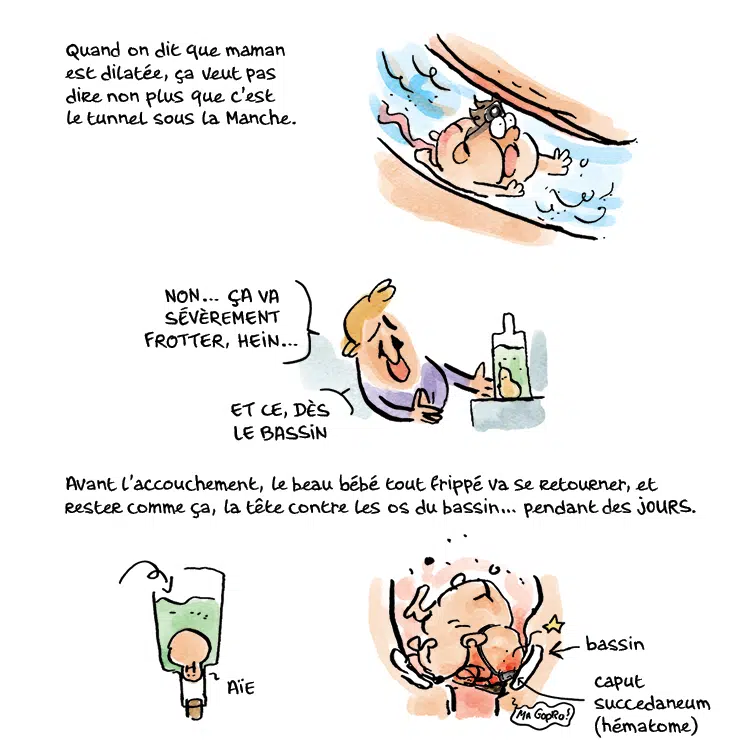 Quand on dit que maman
est dilatée, ça veut pas
dire non plus que c'est
le tunnel sous la Manche.
NON... ÇA VA
SÉVÈREMENT
FROTTER, HEIN...
ET CE, DÈS
LE BASSIN
Avant l'accouchement, le beau bébé tout frippé va se retourner, et
rester comme ça, la tête contre les os du bassin... pendant des JOURS.
AÏE
bassin
caput
succedaneum
(hématome)
MA GOPRO!